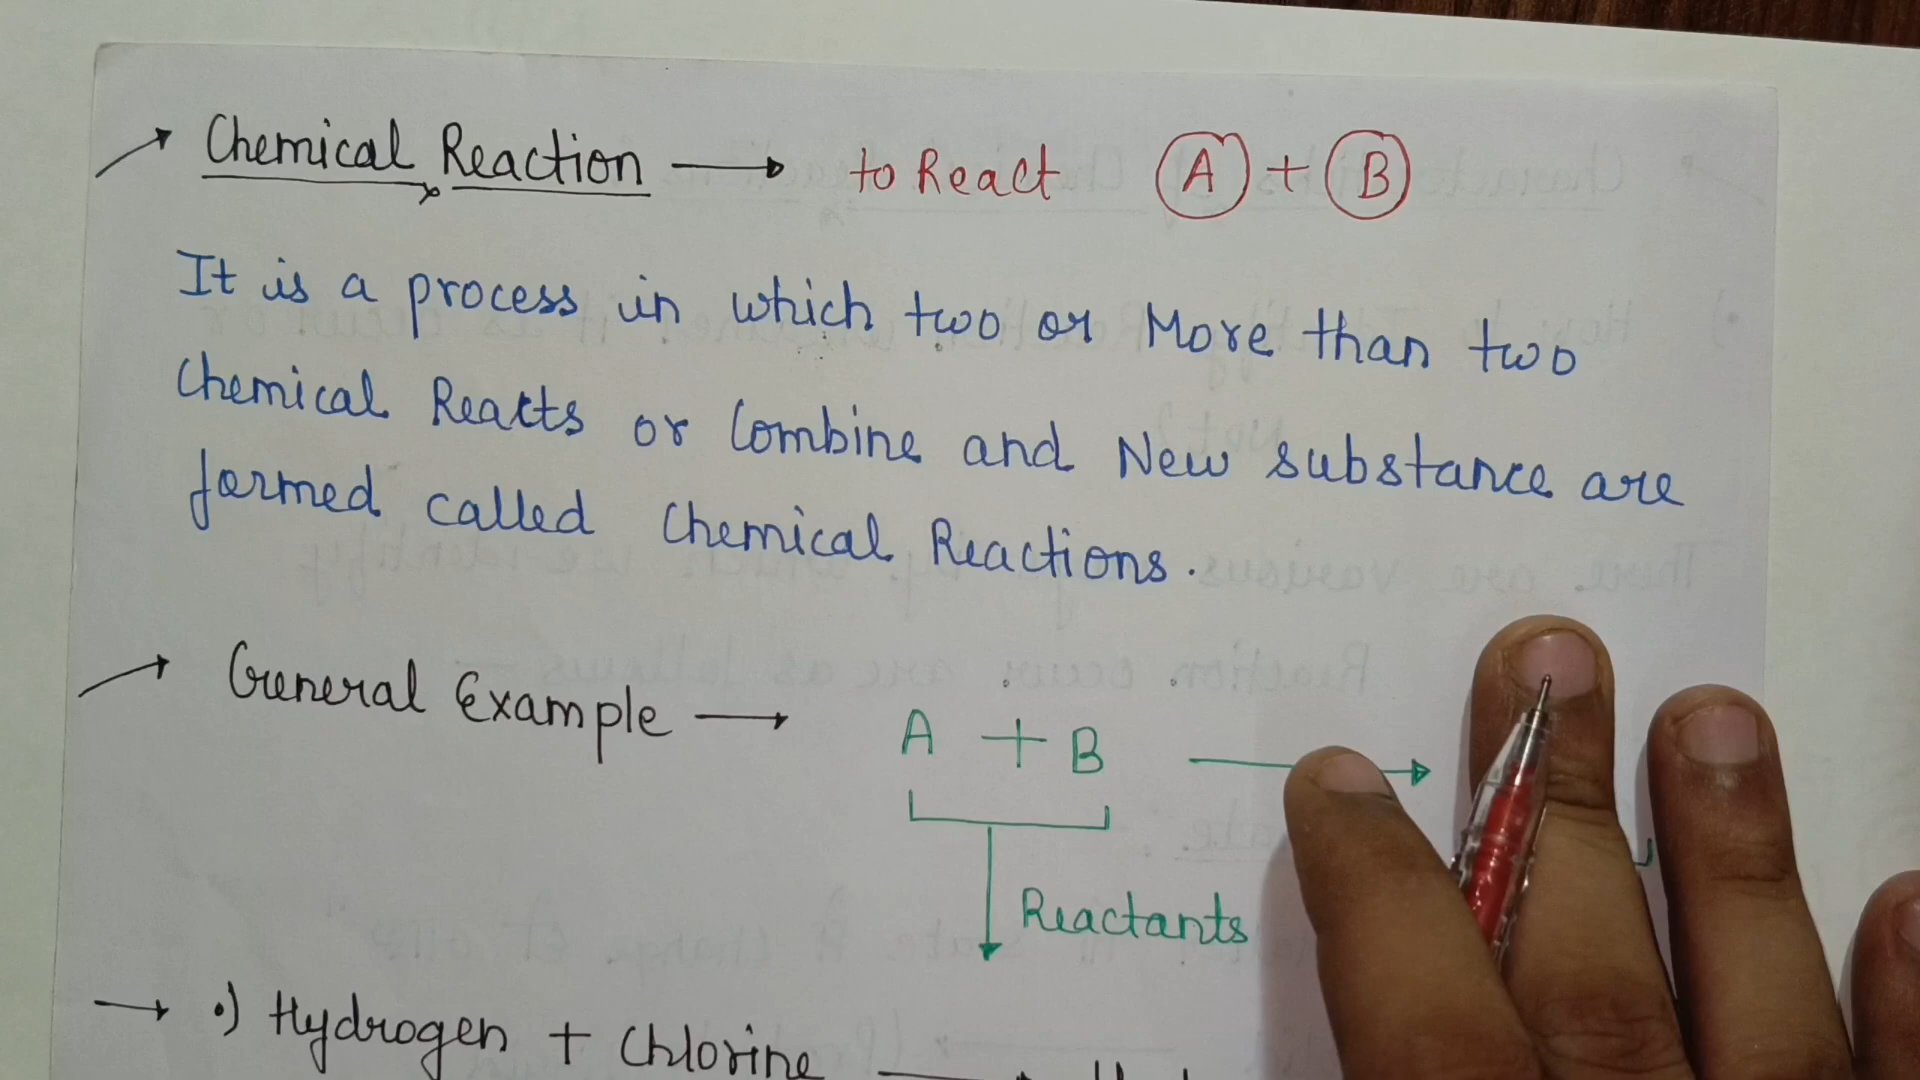 Chemical Reaction → to React A + B
It is a process in which two or More than two
Chemical Reacts or Combine and New substance are
formed called Chemical Reactions.
General Example → A + B →
Reactants
→ •) Hydrogen + Chlorine →